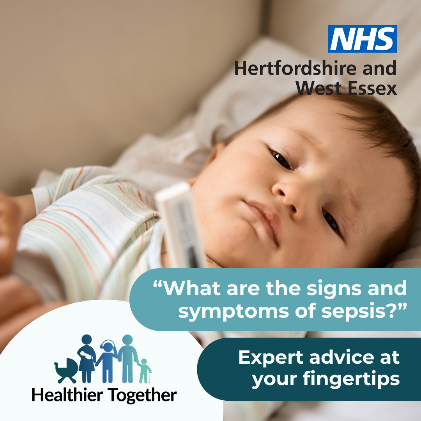 NHS
Hertfordshire and
West Essex
“What are the signs and
symptoms of sepsis?”
Expert advice at
your fingertips
Healthier Together